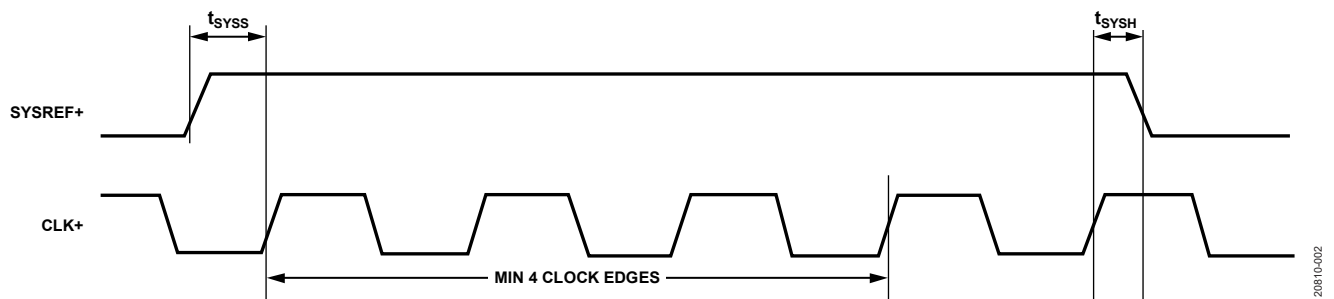 tSYSS
tSYSH
SYSREF+
CLK+
MIN 4 CLOCK EDGES
20810-002